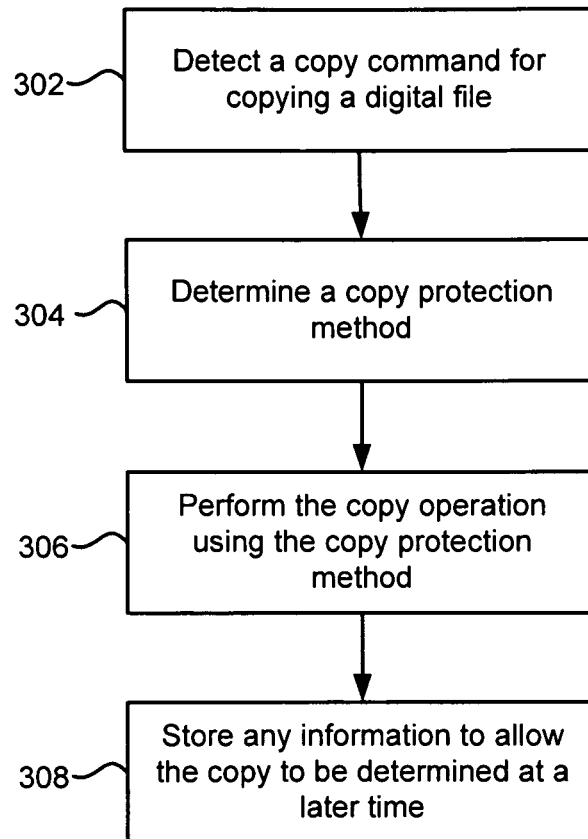 302
Detect a copy command for
copying a digital file
304
Determine a copy protection
method
306
Perform the copy operation
using the copy protection
method
308
Store any information to allow
the copy to be determined at a
later time